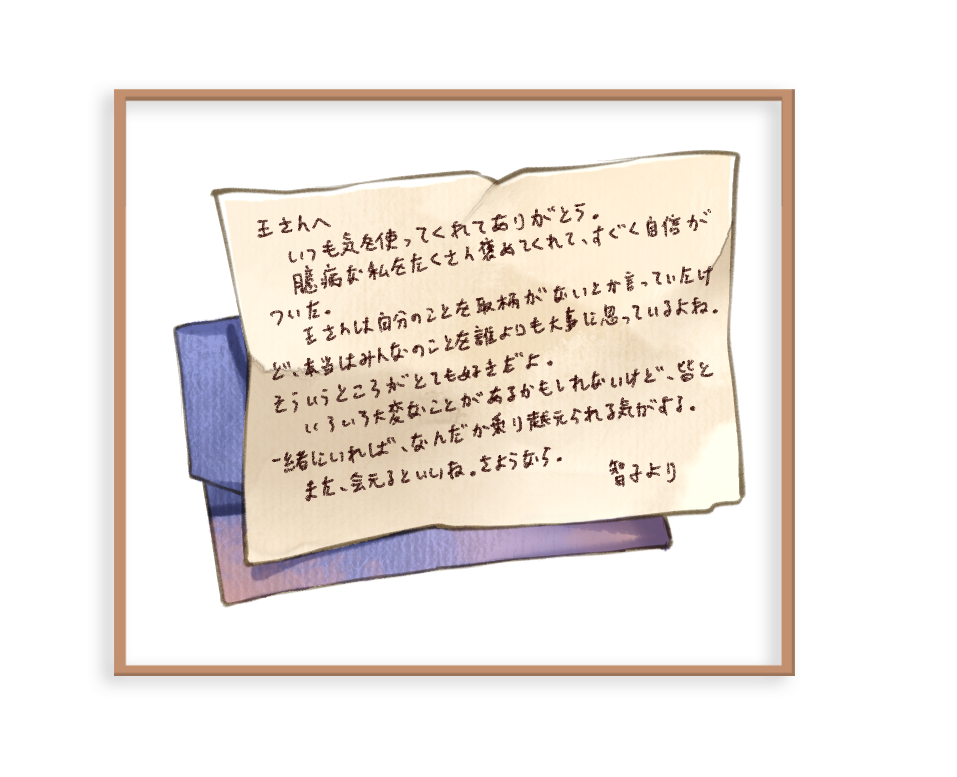 王さんへ
いつも気を使ってくれてありがとう。
臆病な私をたくさん褒めてくれて、すぐく自信が
ついた。
王さんは自分のことを取柄がないとか言っていたけ
ど、本当はみんなのことを誰よりも大事に思っているよね。
そういうところがとても好きだよ。
いろいろ大変なことがあるかもしれないけど、皆と
一緒にいれば、なんだか乗り越えられる気がする。
また、会えるといいね。さようなら。
智子より